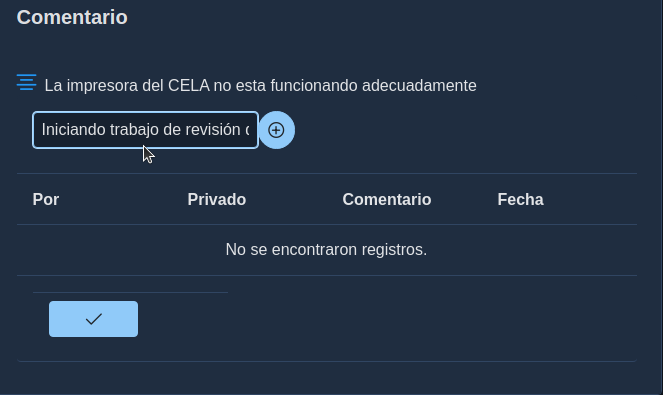 Comentario
La impresora del CELA no esta funcionando adecuadamente
Iniciando trabajo de revisión
Por Privado Comentario Fecha
No se encontraron registros.